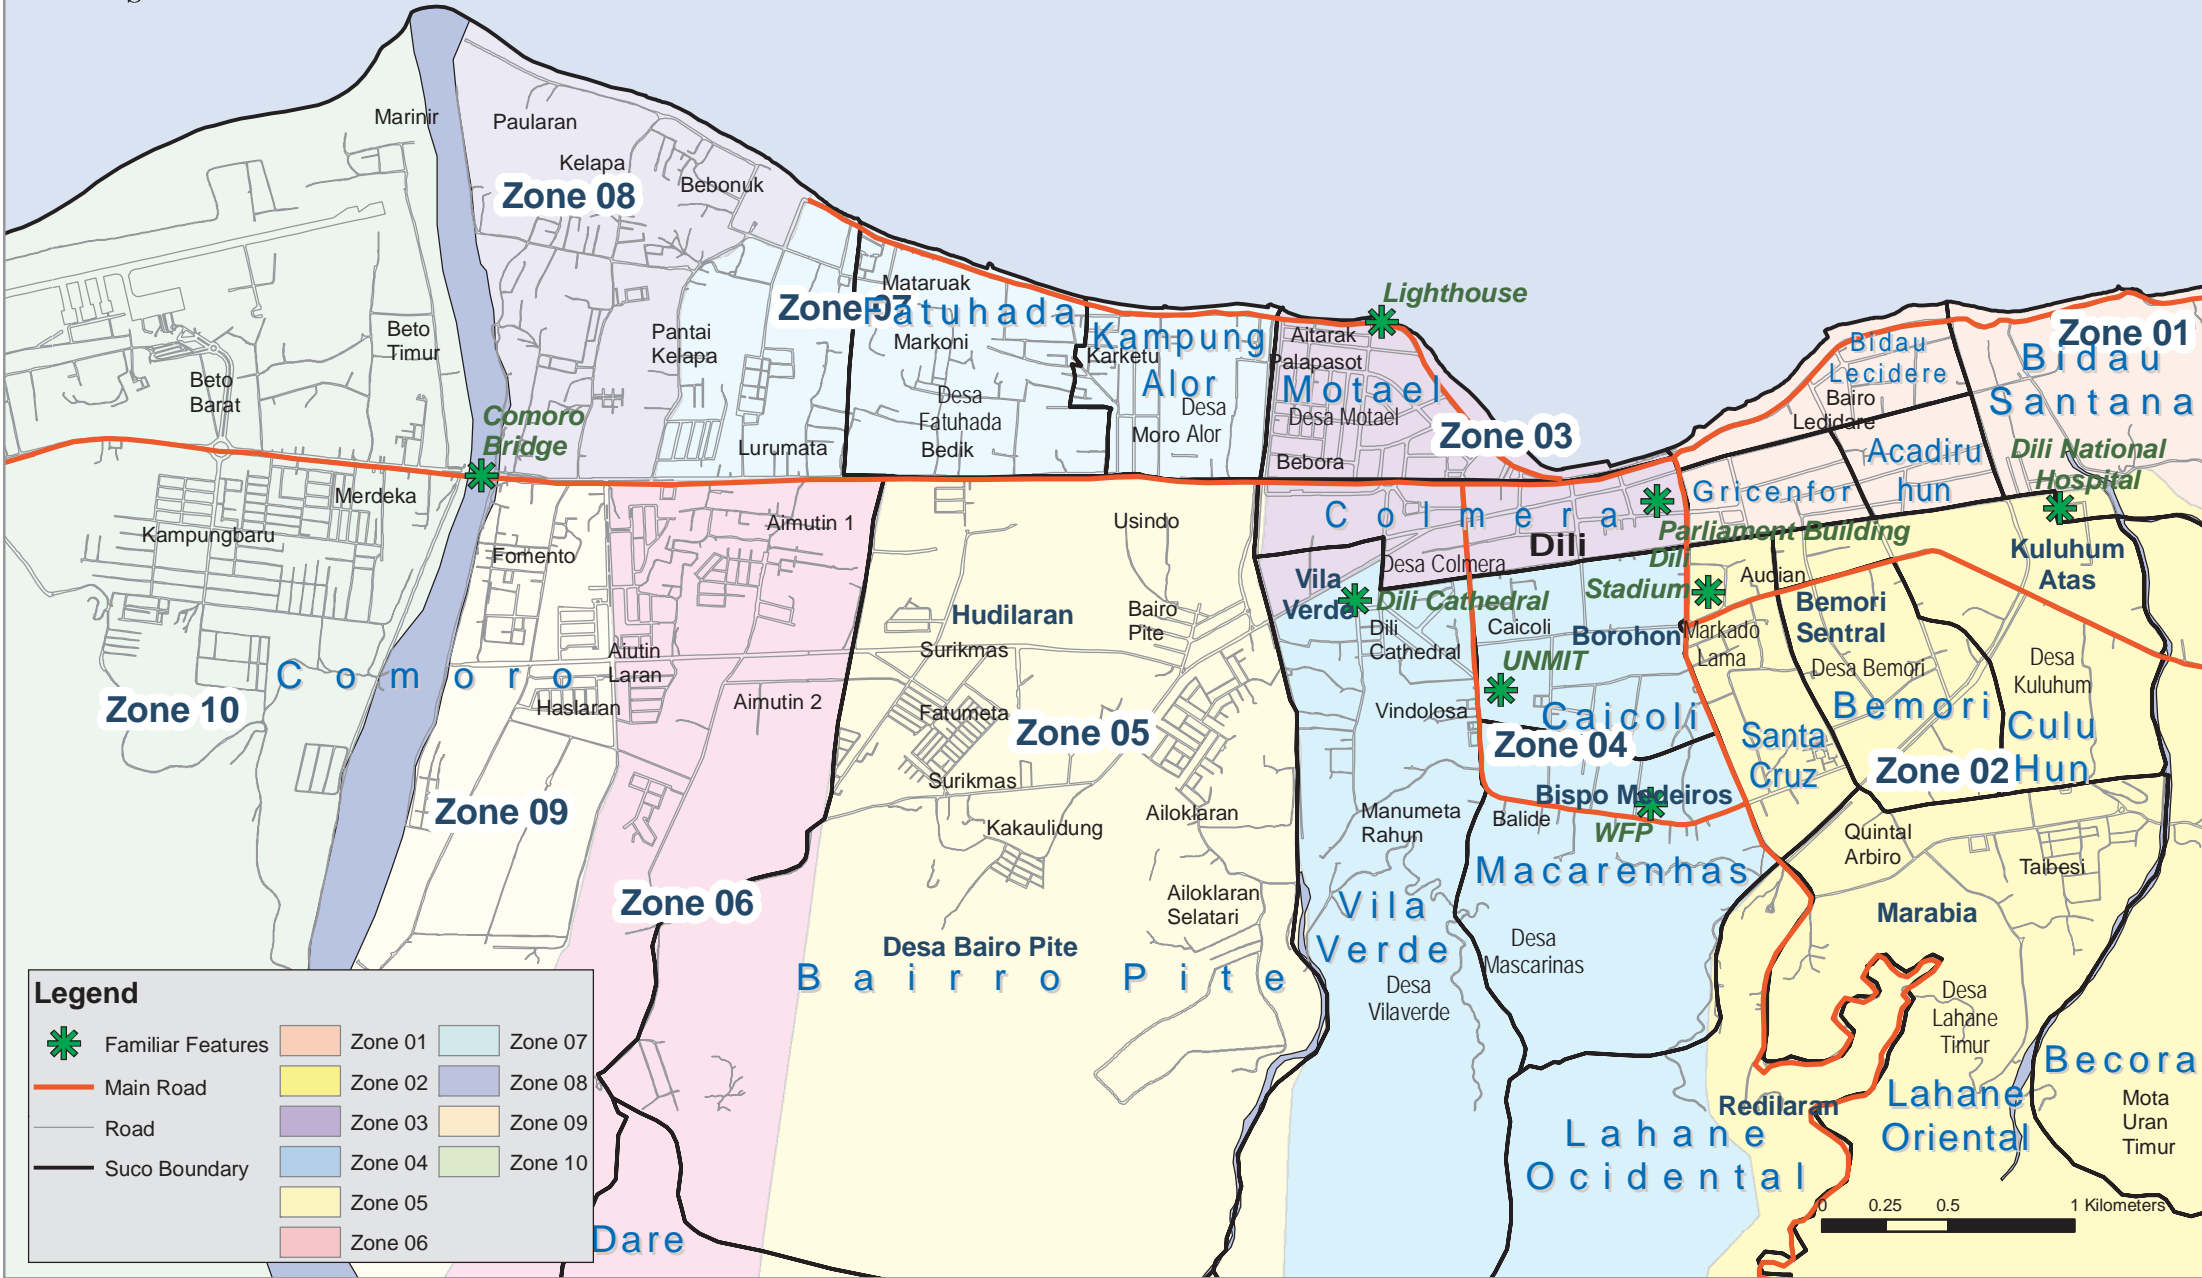 Marinir
Paularan
Kelapa
Bebonuk
Zone 08
Mataruak
Zone 07
Fatuhada
Markoni
Pantai
Kelapa
Beto
Timur
Beto
Barat
Karketu
Kampung
Alor
Desa
Alor
Moro
Desa
Fatuhada
Bedik
Lurumata
Comoro
Bridge
Lighthouse
Aitarak
Palapasot
Motael
Desa Motael
Bebora
Zone 03
Zone 01
Bidau
Lecidere
Bairo
Ledidare
Bidau
Santana
Acadiru
hun
Dili National
Hospital
Gricenfor
Merdeka
Kampungbaru
Aimutin 1
Usindo
Colmera
Parliament Building
Dili
Dili
Stadium
Desa Colmera
Fomento
Hudilaran
Bairo
Pite
Vila
Verde
Dili Cathedral
Dili
Cathedral
Caicoli
Borohon
Audian
Markado
Lama
Bemori
Sentral
Kuluhum
Atas
Desa Bemori
Desa
Kuluhum
Surikmas
Aiutin
Laran
UNMIT
Comoro
Zone 10
Haslaran
Aimutin 2
Fatumeta
Zone 05
Vindolosa
Caicoli
Zone 04
Santa
Cruz
Bemori
Culu
Hun
Zone 02
Zone 09
Surikmas
Kakaulidung
Ailoklaran
Manumeta
Rahun
Bispo Medeiros
Balide
WFP
Quintal
Arbiro
Taibesi
Macarenhas
Zone 06
Ailoklaran
Selatari
Vila
Verde
Marabia
Desa Bairo Pite
Bairro Pite
Desa
Mascarinas
Desa
Vilaverde
Desa
Lahane
Timur
Becora
Redilaran
Lahane
Oriental
Mota
Uran
Timur
Lahane
Ocidental
Dare
0 0.25 0.5 1 Kilometers
Legend
Familiar Features
Main Road
Road
Suco Boundary
Zone 01
Zone 02
Zone 03
Zone 04
Zone 05
Zone 06
Zone 07
Zone 08
Zone 09
Zone 10